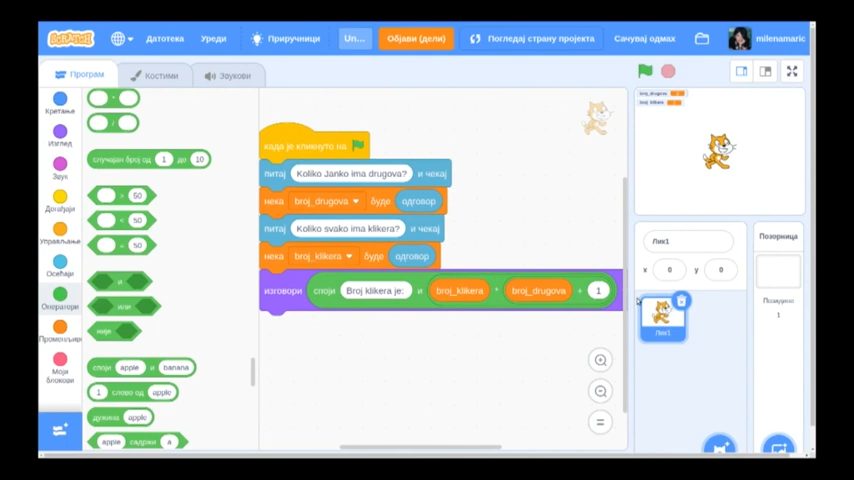 SCRATCH
Датотека
Уреди
Приручници
Un...
Објави (дели)
Погледај страну пројекта
Сачувај одмах
milenamaric
Програм
Костими
Звукови
Кретање
Изглед
Звук
Догађаји
Управљање
Осећаји
Оператори
Променљиве
Моји блокови
случајан број од 1 до 10
> 50
< 50
= 50
и
или
није
споји apple и banana
1 слово од apple
дужина apple
apple садржи a
када је кликнуто на
питај Koliko Janko ima drugova? и чекај
нека broj_drugova буде одговор
питај Koliko svako ima klikera? и чекај
нека broj_klikera буде одговор
изговори споји Broj klikera je: и broj_klikera * broj_drugova + 1
broj_drugova
broj_klikera
Лик1
x 0 y 0
Лик1
Позорница
Позадине
1